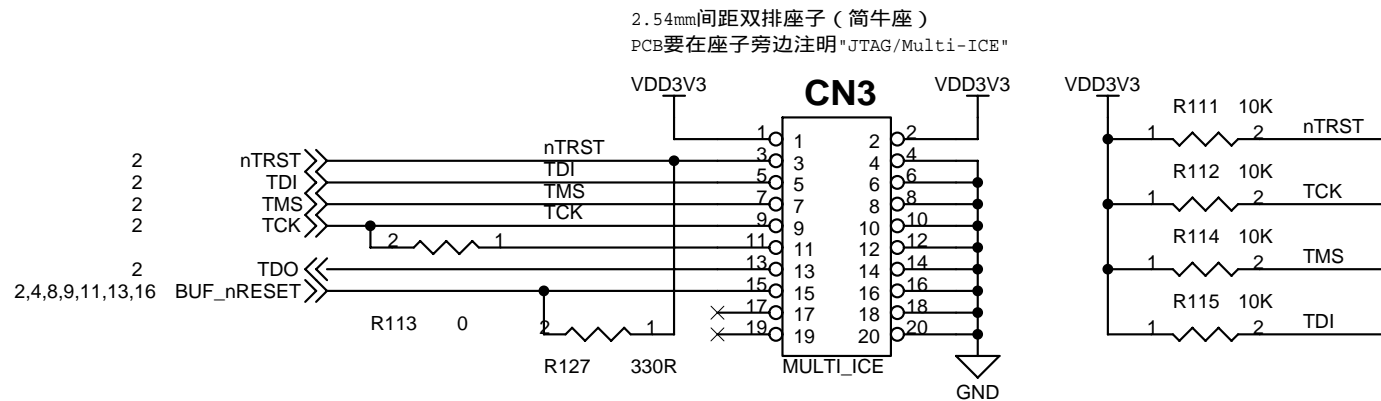 2.54mm间距双排座子（简牛座）
PCB要在座子旁边注明"JTAG/Multi-ICE"
VDD3V3 CN3 VDD3V3 VDD3V3
R111 10K
1 1 2 2 1 2 nTRST
2 nTRST nTRST 3 3 4 4
2 TDI TDI 5 5 6 6 R112 10K
2 TMS TMS 7 7 8 8 1 2 TCK
2 TCK TCK 9 9 10 10
R114 10K
2 1 11 11 12 12
2 TDO 13 13 14 14 1 2 TMS
2,4,8,9,11,13,16 BUF_nRESET 15 15 16 16
R115 10K
17 17 18 18
R113 0 2 1 19 19 20 20 1 2 TDI
R127 330R MULTI_ICE
GND